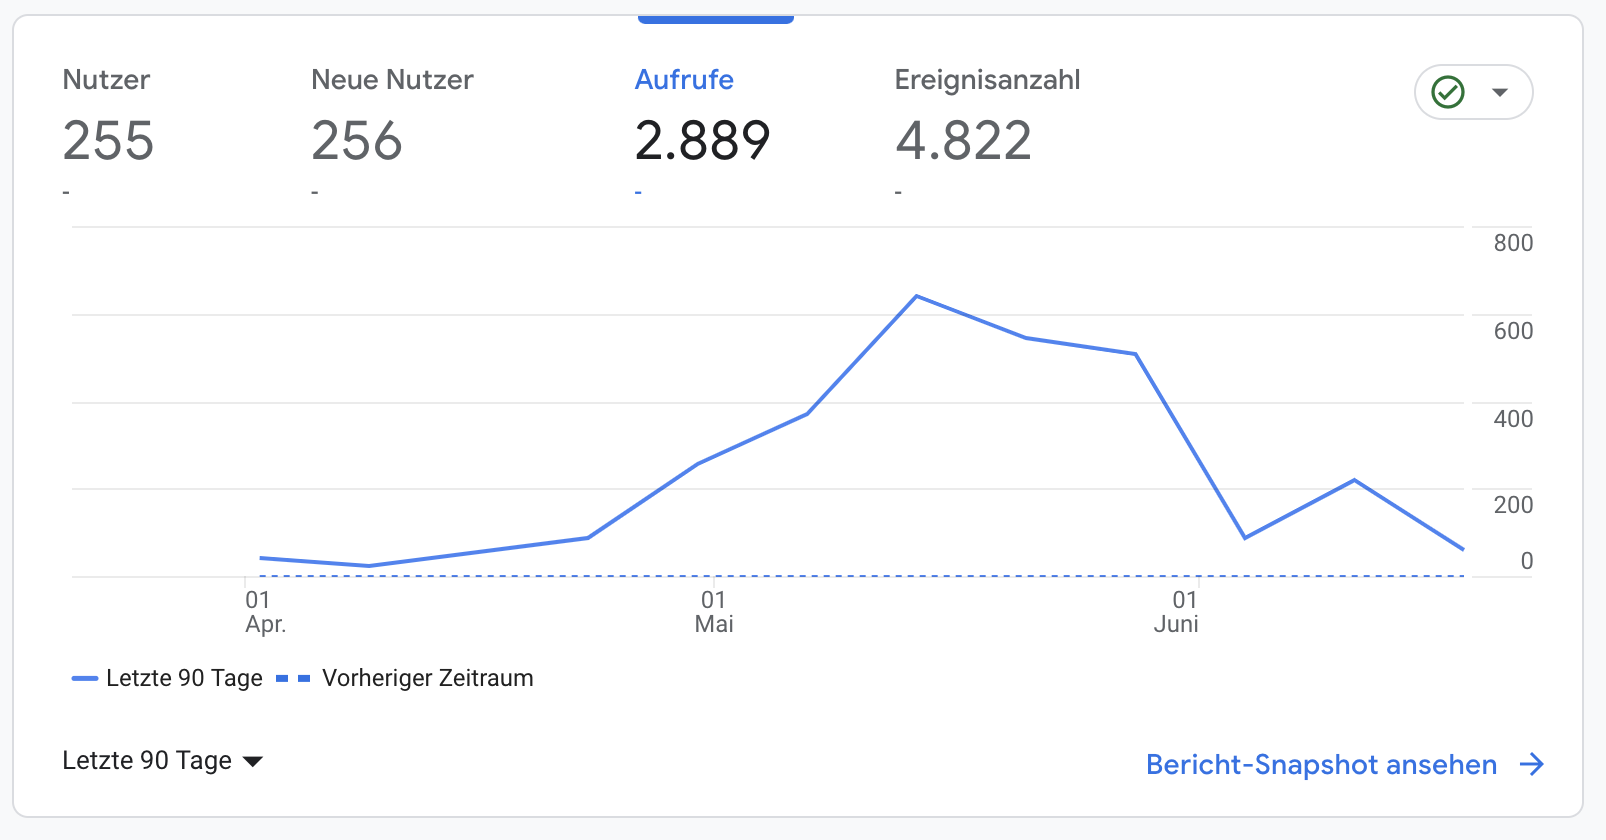 Nutzer Neue Nutzer Aufrufe Ereignisanzahl
255 256 2.889 4.822
- - - -
800
600
400
200
0
01 01 01
Apr. Mai Juni
Letzte 90 Tage Vorheriger Zeitraum
Letzte 90 Tage Bericht-Snapshot ansehen